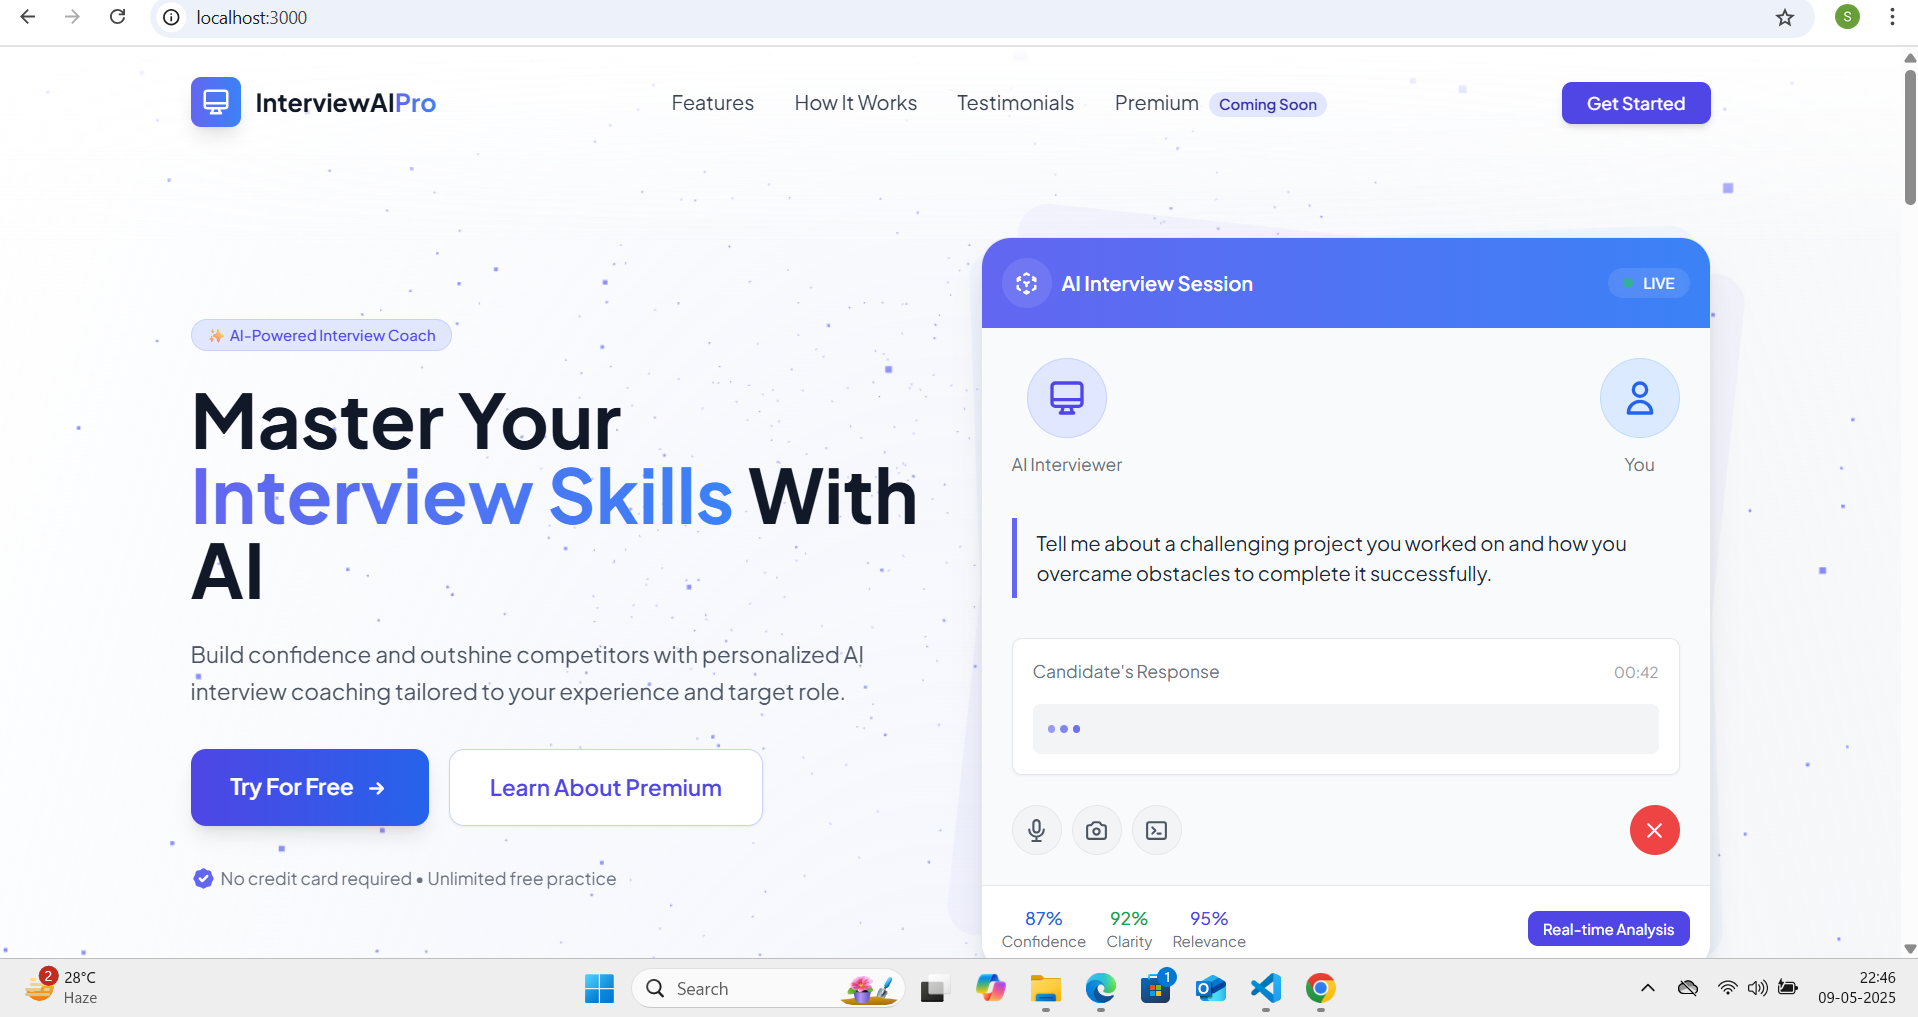 localhost:3000
S
InterviewAIPro
Features
How It Works
Testimonials
Premium
Coming Soon
Get Started
✨ AI-Powered Interview Coach
Master Your
Interview Skills With
AI
Build confidence and outshine competitors with personalized AI
interview coaching tailored to your experience and target role.
Try For Free →
Learn About Premium
No credit card required • Unlimited free practice
AI Interview Session
LIVE
AI Interviewer
You
Tell me about a challenging project you worked on and how you
overcame obstacles to complete it successfully.
Candidate's Response
00:42
87%
Confidence
92%
Clarity
95%
Relevance
Real-time Analysis
2
28°C
Haze
Search
1
22:46
09-05-2025